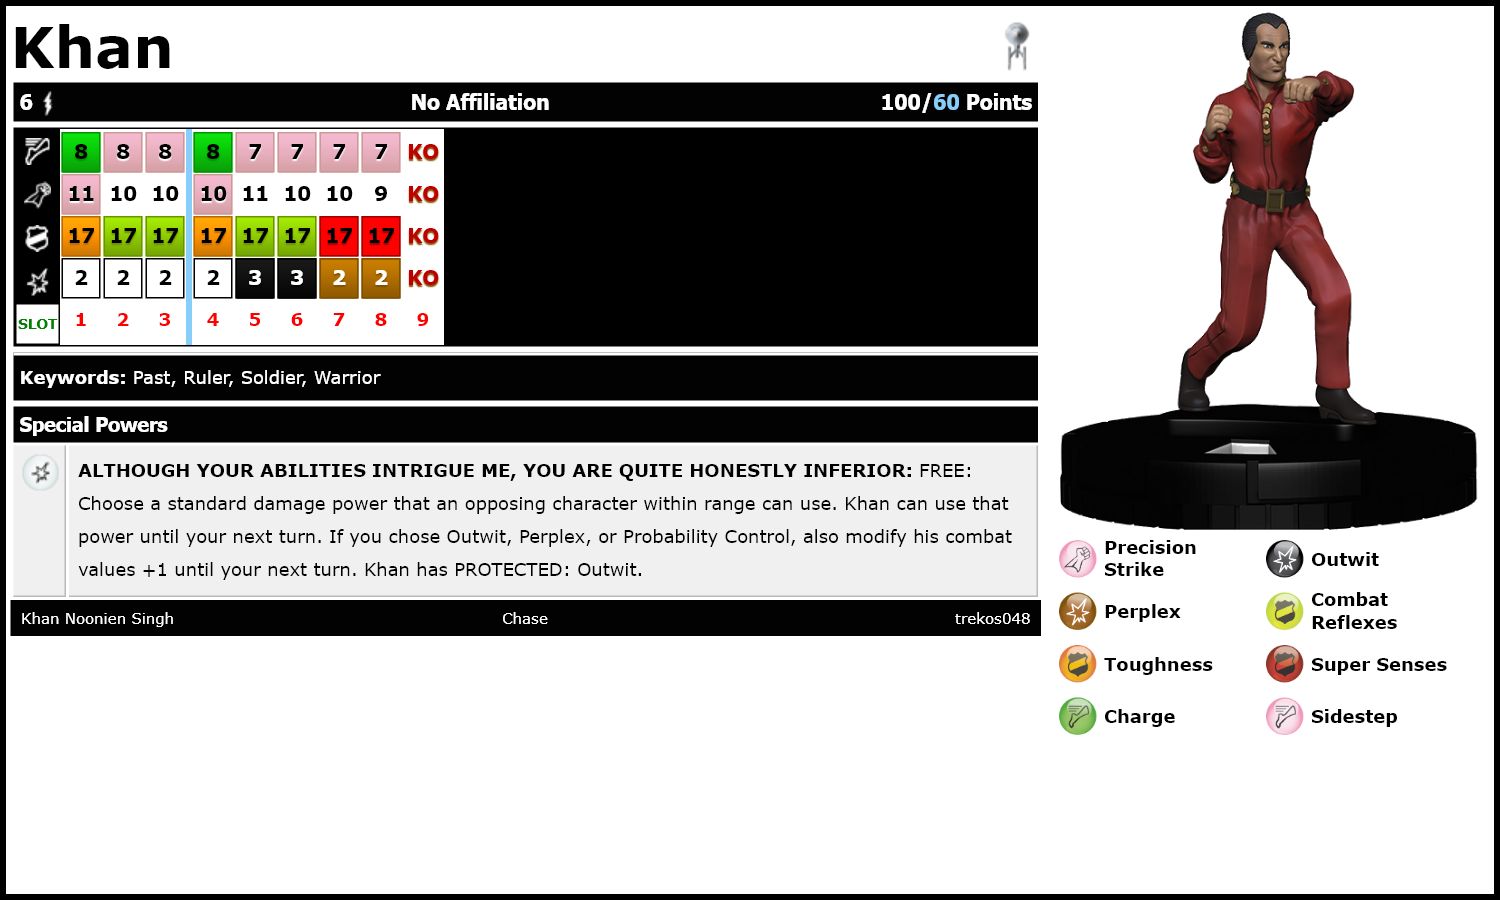 Khan
6 No Affiliation 100/60 Points
8 8 8 8 7 7 7 7 KO
11 10 10 10 11 10 10 9 KO
17 17 17 17 17 17 17 17 KO
2 2 2 2 3 3 2 2 KO
SLOT 1 2 3 4 5 6 7 8 9
Keywords: Past, Ruler, Soldier, Warrior
Special Powers
ALTHOUGH YOUR ABILITIES INTRIGUE ME, YOU ARE QUITE HONESTLY INFERIOR: FREE:
Choose a standard damage power that an opposing character within range can use. Khan can use that
power until your next turn. If you chose Outwit, Perplex, or Probability Control, also modify his combat
values +1 until your next turn. Khan has PROTECTED: Outwit.
Khan Noonien Singh Chase trekos048
Precision
Strike
Outwit
Perplex
Combat
Reflexes
Toughness
Super Senses
Charge
Sidestep